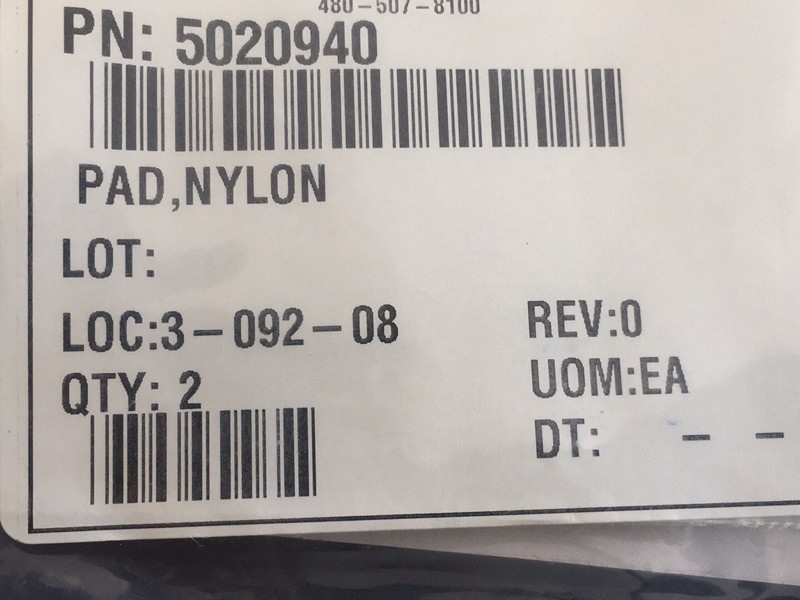 480-507-8100
PN: 5020940
PAD,NYLON
LOT:
LOC:3-092-08
REV:0
QTY: 2
UOM:EA
DT: - -